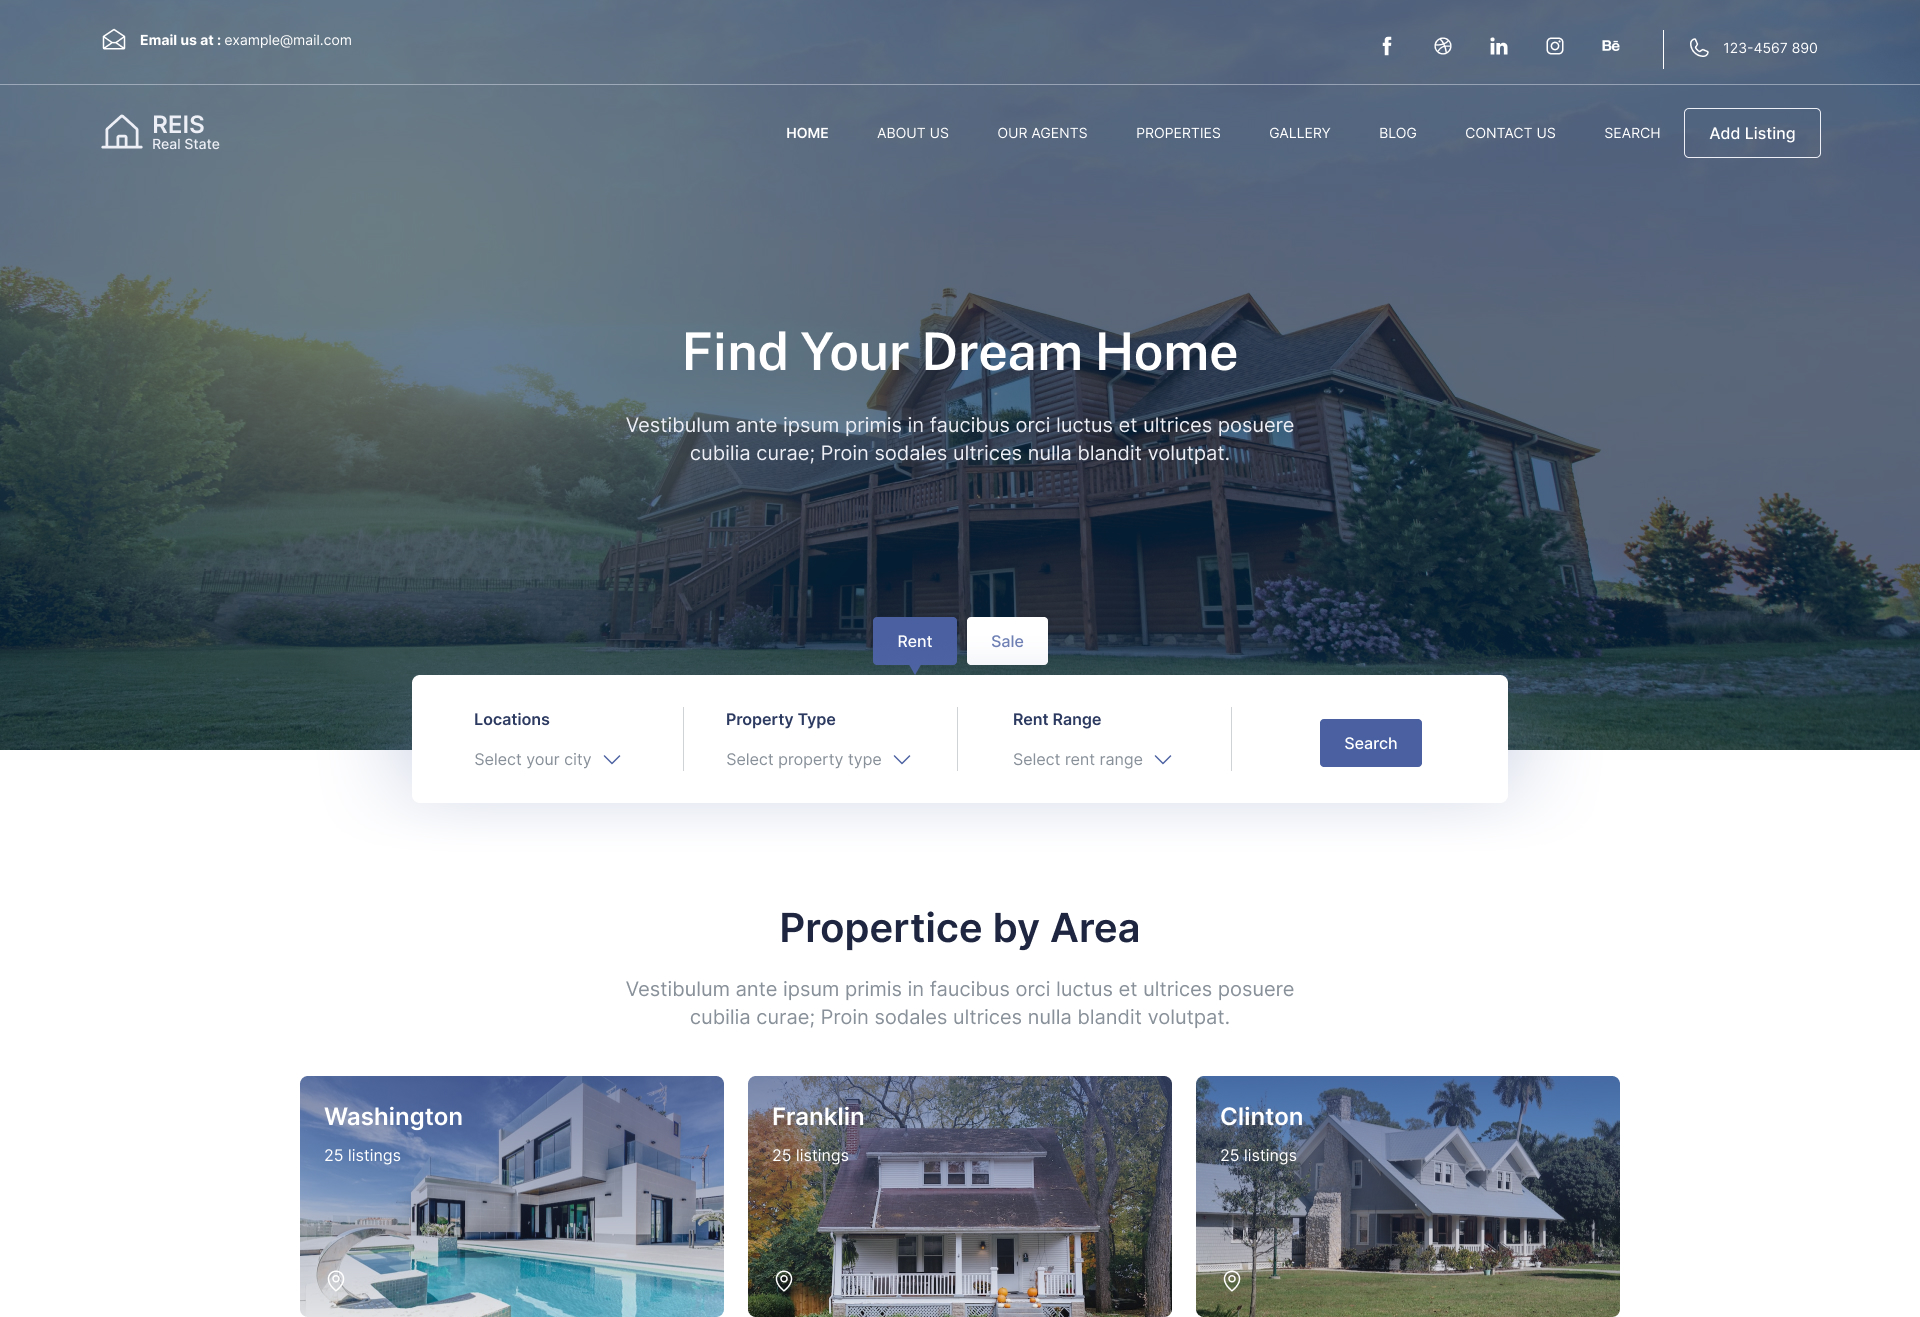 Email us at : example@mail.com
Bē
123-4567 890
REIS
Real State
HOME ABOUT US OUR AGENTS PROPERTIES GALLERY BLOG CONTACT US SEARCH Add Listing
Find Your Dream Home
Vestibulum ante ipsum primis in faucibus orci luctus et ultrices posuere
cubilia curae; Proin sodales ultrices nulla blandit volutpat.
Rent Sale
Locations Property Type Rent Range
Select your city Select property type Select rent range
Search
Propertice by Area
Vestibulum ante ipsum primis in faucibus orci luctus et ultrices posuere
cubilia curae; Proin sodales ultrices nulla blandit volutpat.
Washington
25 listings
Franklin
25 listings
Clinton
25 listings